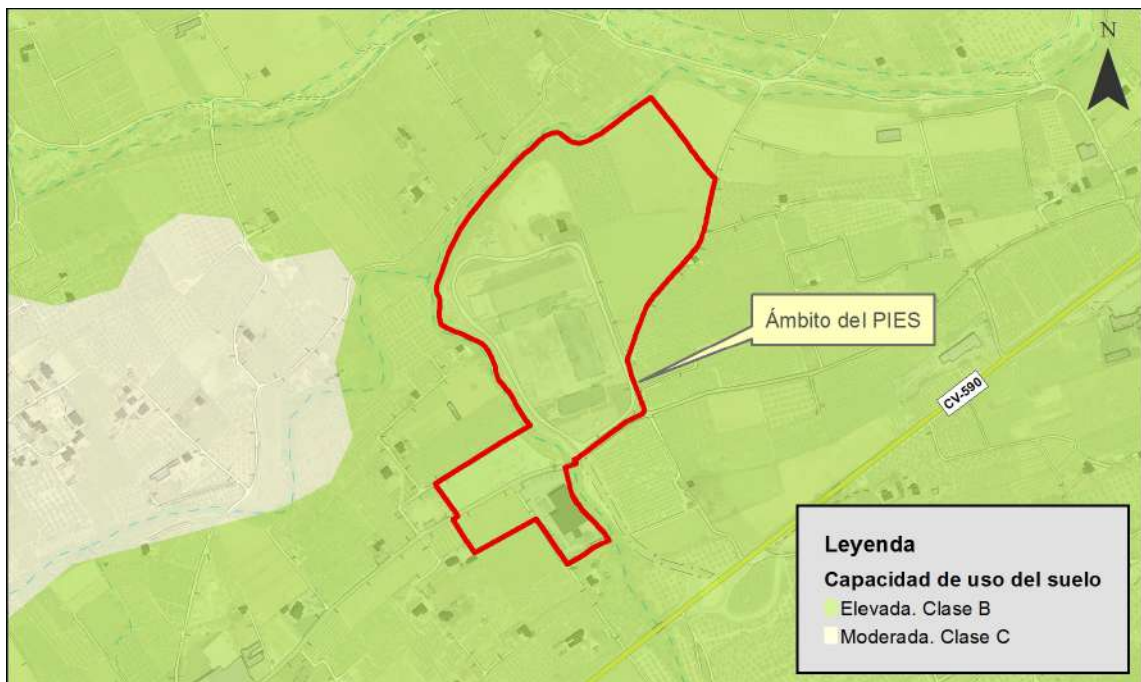 N
Ámbito del PIES
CV-590
Leyenda
Capacidad de uso del suelo
Elevada. Clase B
Moderada. Clase C